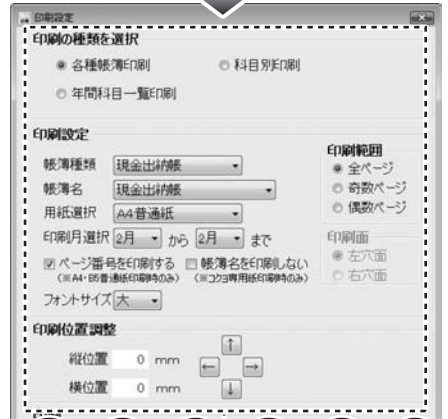 印刷設定
印刷の種類を選択
各種帳簿印刷 科目別印刷
年間科目一覧印刷
印刷設定
印刷範囲
帳簿種類 現金出納帳
全ページ
帳簿名 現金出納帳
奇数ページ
用紙選択 A4普通紙
偶数ページ
印刷月選択 2月 から 2月 まで
印刷面
ページ番号を印刷する 帳簿名を印刷しない
左穴面
(※A4・B5普通紙印刷時のみ) (※コクヨ専用紙印刷時のみ)
右穴面
フォントサイズ 大
印刷位置調整
縦位置 0 mm
横位置 0 mm
↑
← →
↓